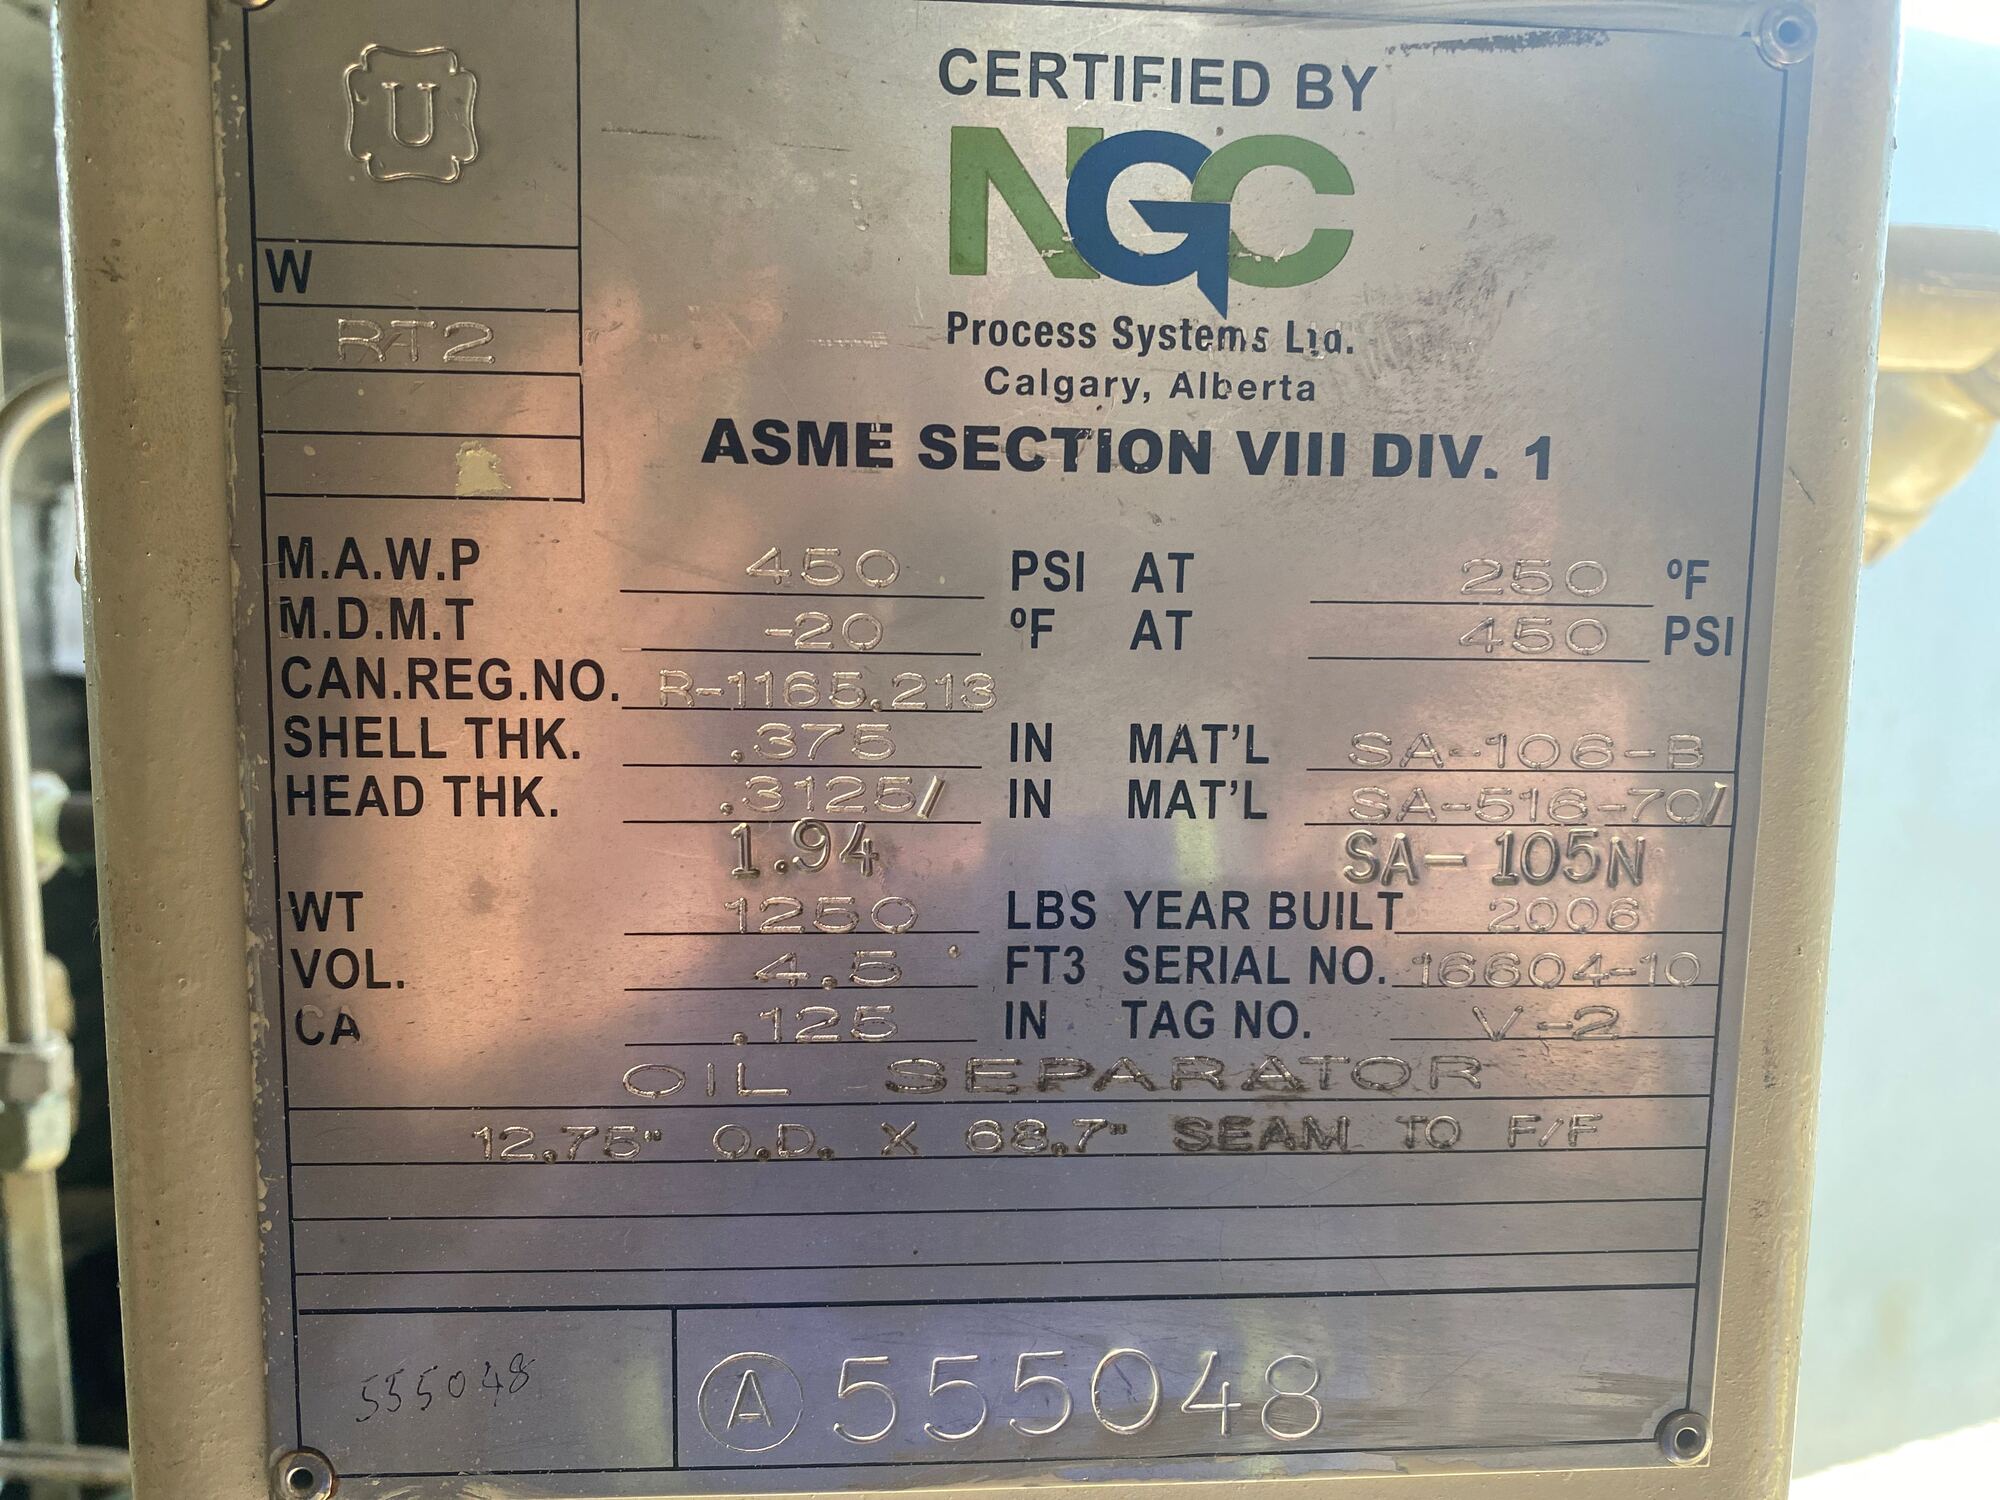 U
W
RT2
CERTIFIED BY
NGC
Process Systems Ltd.
Calgary, Alberta
ASME SECTION VIII DIV. 1
M.A.W.P 450 PSI AT 250 ºF
M.D.M.T -20 ºF AT 450 PSI
CAN.REG.NO. R-1165.213
SHELL THK. .375 IN MAT'L SA-106-B
HEAD THK. .3125/ IN MAT'L SA-516-70/
1.94 SA-105N
WT 1250 LBS YEAR BUILT 2006
VOL. 4.5 FT3 SERIAL NO. 16604-10
CA .125 IN TAG NO. V-2
OIL SEPARATOR
12.75" O.D. X 68.7" SEAM TO F/F
555048
A 555048